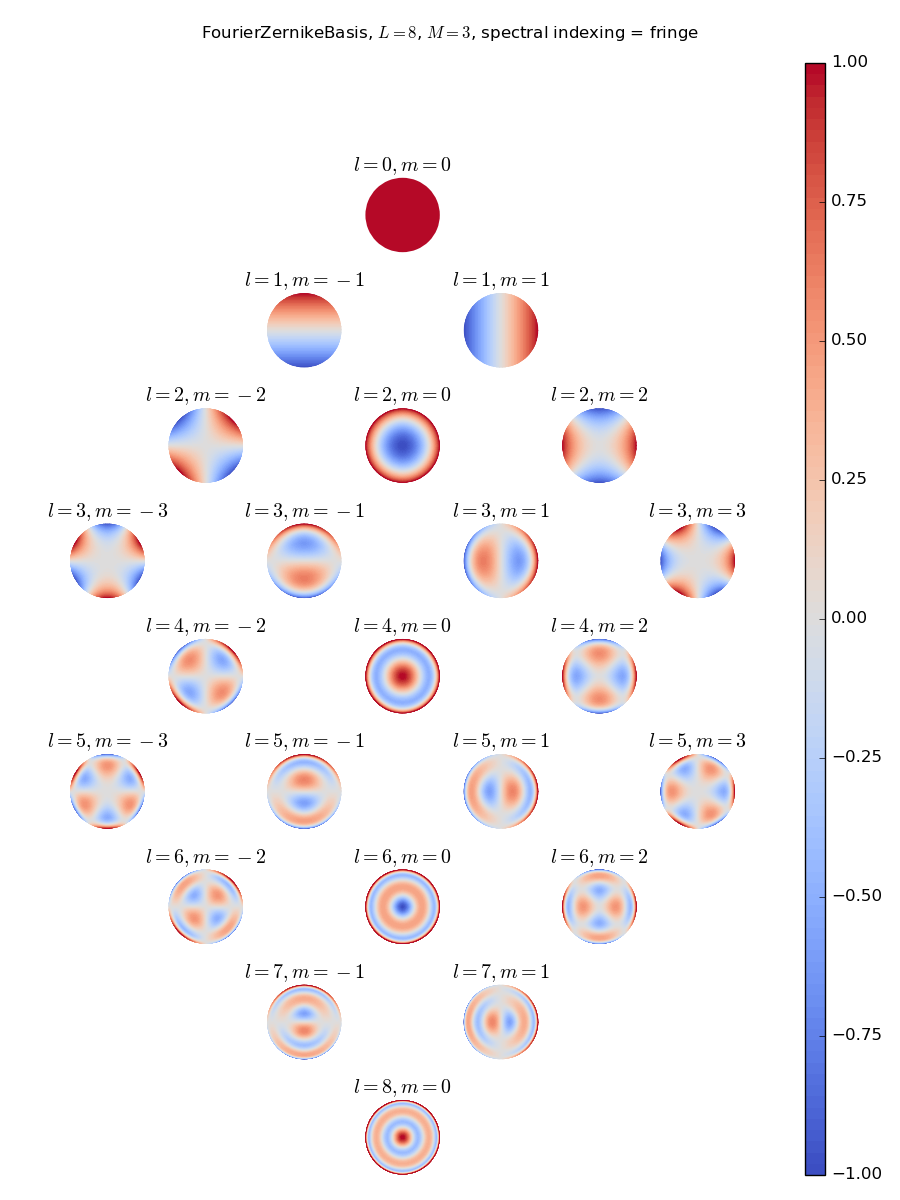 FourierZernikeBasis, L = 8, M = 3, spectral indexing = fringe
l = 0, m = 0
l = 1, m = −1 l = 1, m = 1
l = 2, m = −2 l = 2, m = 0 l = 2, m = 2
l = 3, m = −3 l = 3, m = −1 l = 3, m = 1 l = 3, m = 3
l = 4, m = −2 l = 4, m = 0 l = 4, m = 2
l = 5, m = −3 l = 5, m = −1 l = 5, m = 1 l = 5, m = 3
l = 6, m = −2 l = 6, m = 0 l = 6, m = 2
l = 7, m = −1 l = 7, m = 1
l = 8, m = 0
1.00
0.75
0.50
0.25
0.00
−0.25
−0.50
−0.75
−1.00